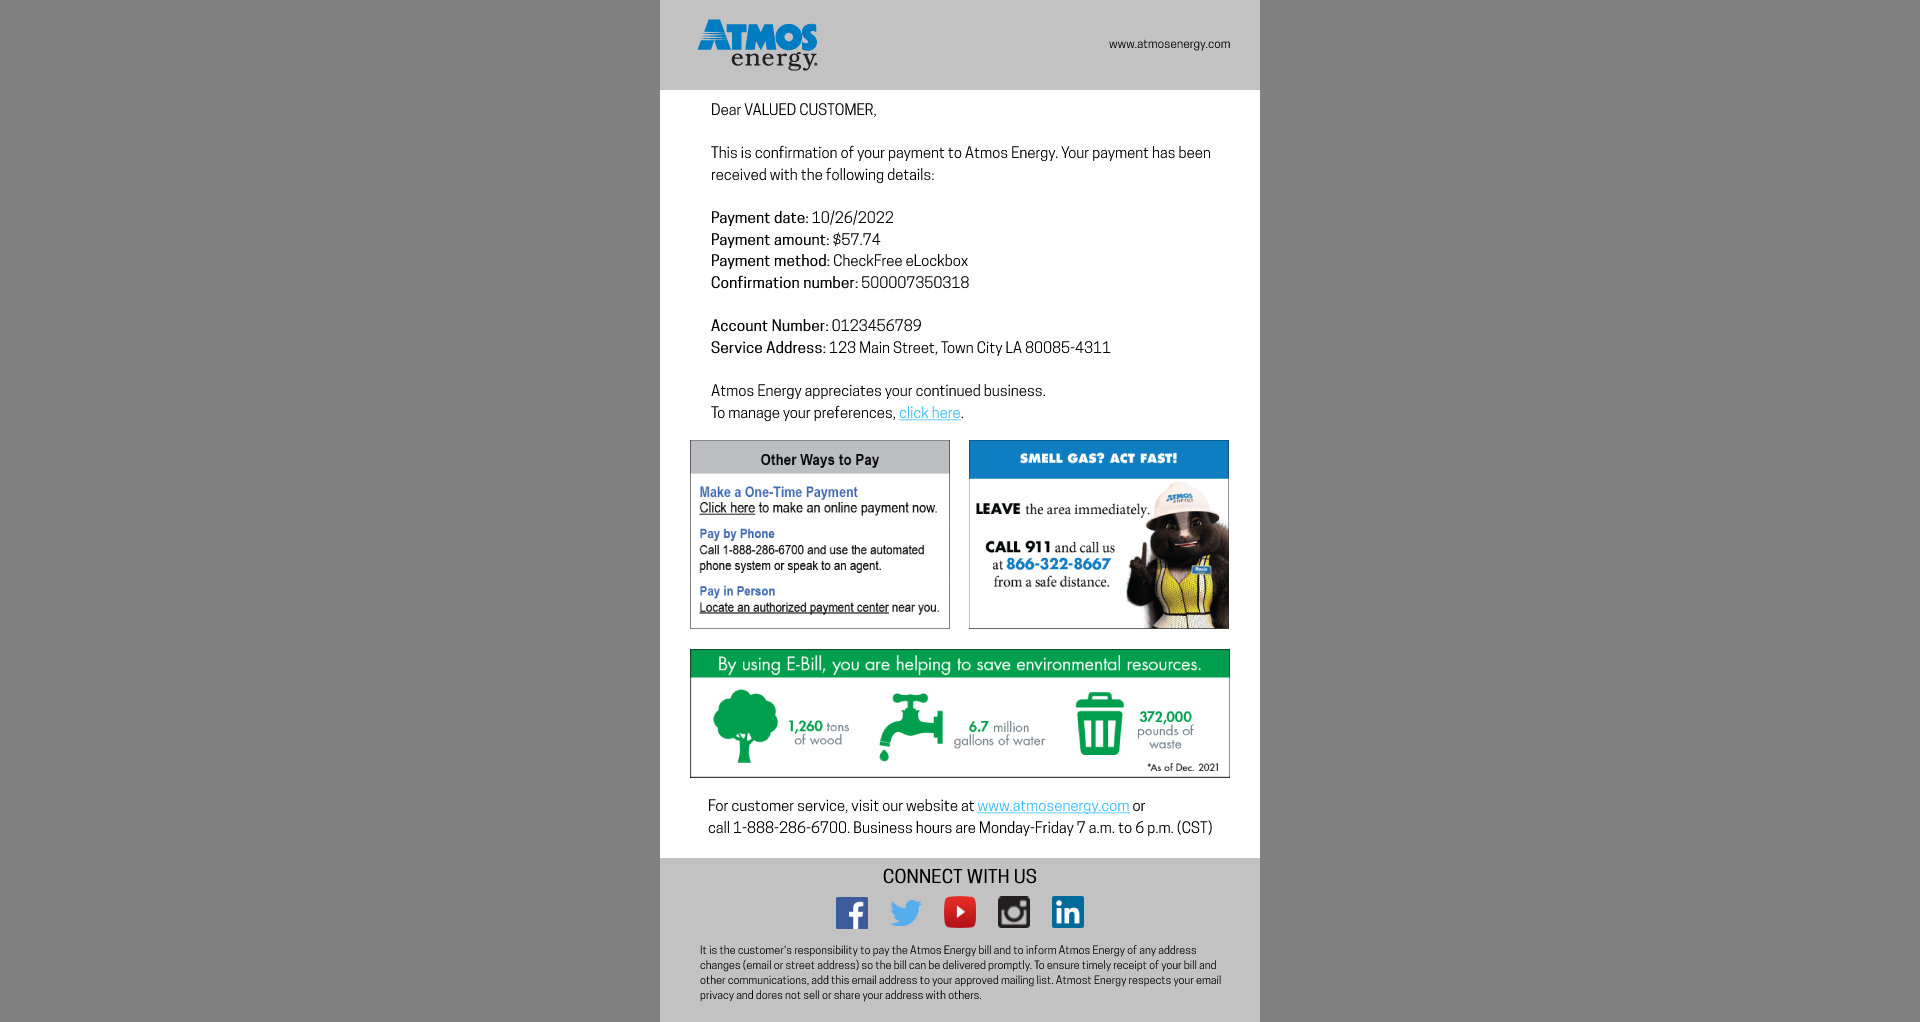 ATMOS
energy.
www.atmosenergy.com
Dear VALUED CUSTOMER,
This is confirmation of your payment to Atmos Energy. Your payment has been
received with the following details:
Payment date: 10/26/2022
Payment amount: $57.74
Payment method: CheckFree eLockbox
Confirmation number: 500007350318
Account Number: 0123456789
Service Address: 123 Main Street, Town City LA 80085-4311
Atmos Energy appreciates your continued business.
To manage your preferences, click here.
Other Ways to Pay
Make a One-Time Payment
Click here to make an online payment now.
Pay by Phone
Call 1-888-286-6700 and use the automated
phone system or speak to an agent.
Pay in Person
Locate an authorized payment center near you.
SMELL GAS? ACT FAST!
ATMOS
energy
LEAVE the area immediately.
CALL 911 and call us
at 866-322-8667
from a safe distance.
By using E-Bill, you are helping to save environmental resources.
1,260 tons
of wood
6.7 million
gallons of water
372,000
pounds of
waste
*As of Dec. 2021
For customer service, visit our website at www.atmosenergy.com or
call 1-888-286-6700. Business hours are Monday-Friday 7 a.m. to 6 p.m. (CST)
CONNECT WITH US
It is the customer's responsibility to pay the Atmos Energy bill and to inform Atmos Energy of any address
changes (email or street address) so the bill can be delivered promptly. To ensure timely receipt of your bill and
other communications, add this email address to your approved mailing list. Atmost Energy respects your email
privacy and dores not sell or share your address with others.